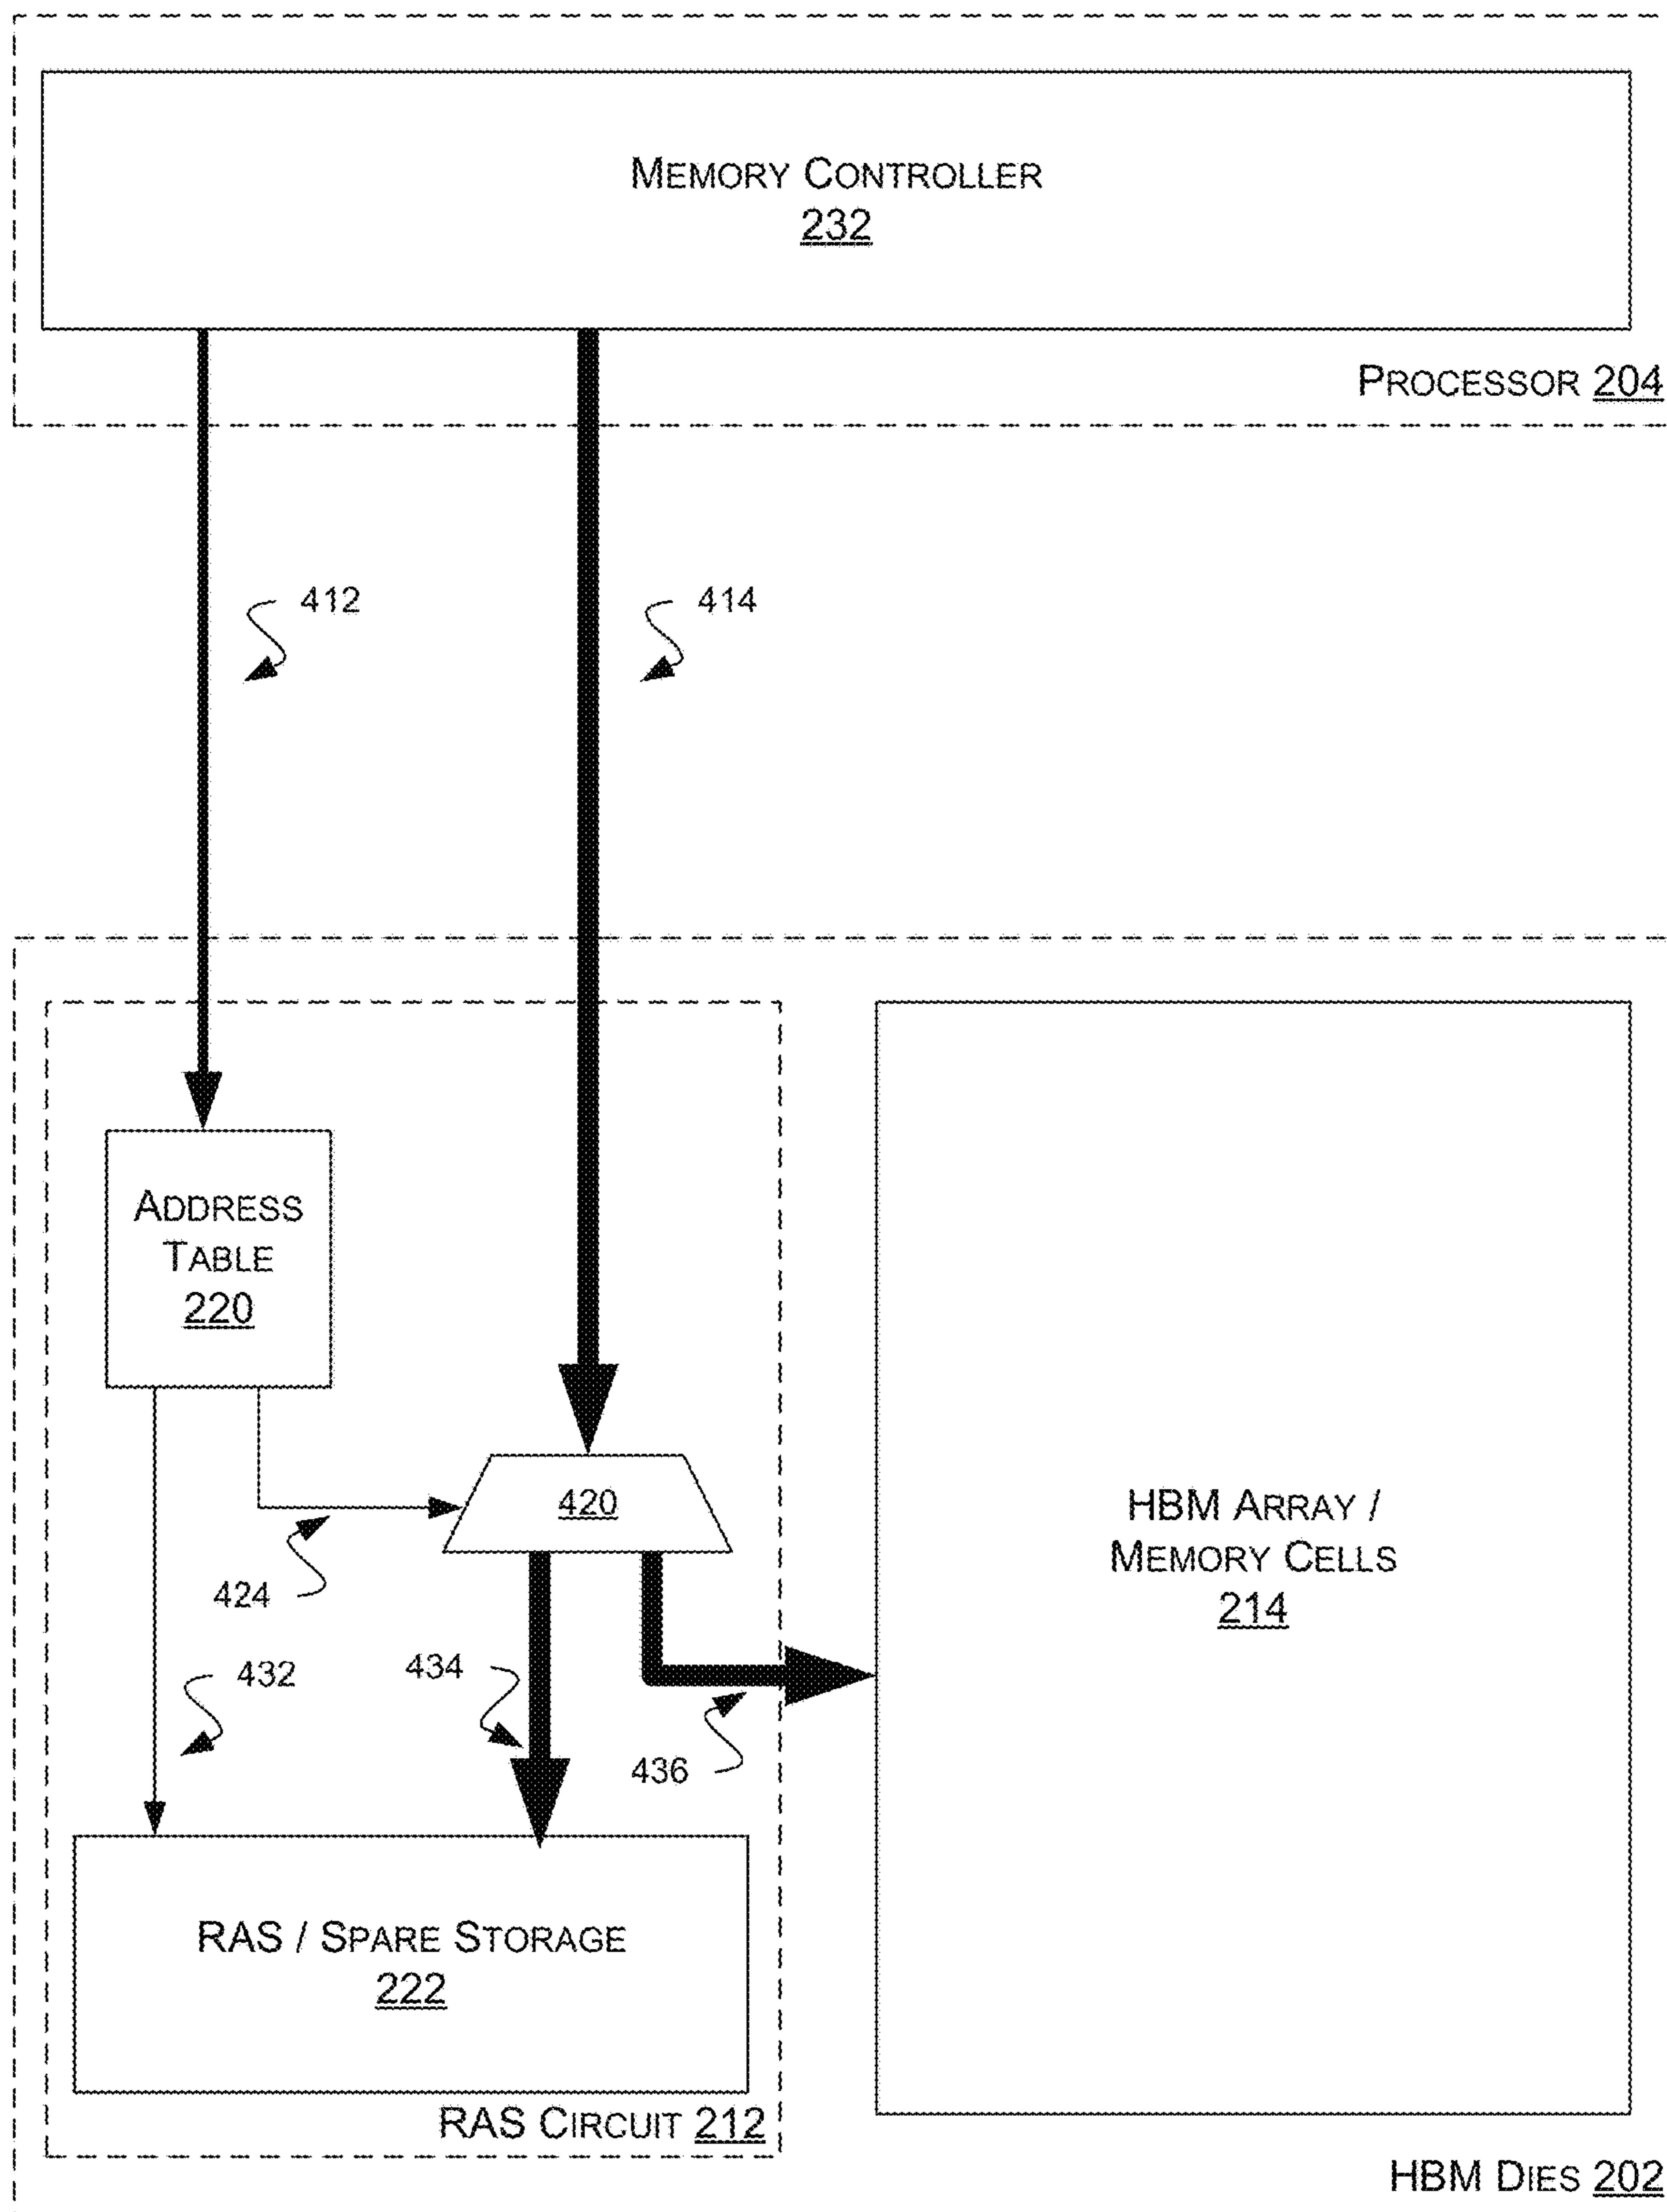 MEMORY CONTROLLER
232
PROCESSOR 204
412
414
ADDRESS
TABLE
220
420
424
432
434
436
HBM ARRAY /
MEMORY CELLS
214
RAS / SPARE STORAGE
222
RAS CIRCUIT 212
HBM DIES 202